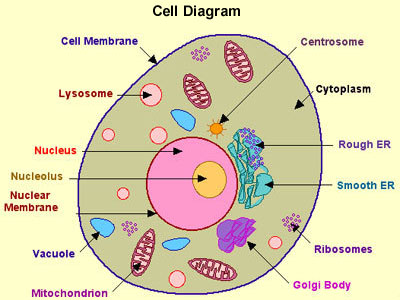 Cell Diagram
Cell Membrane
Centrosome
Lysosome
Cytoplasm
Nucleus
Rough ER
Nucleolus
Smooth ER
Nuclear
Membrane
Vacuole
Ribosomes
Golgi Body
Mitochondrion